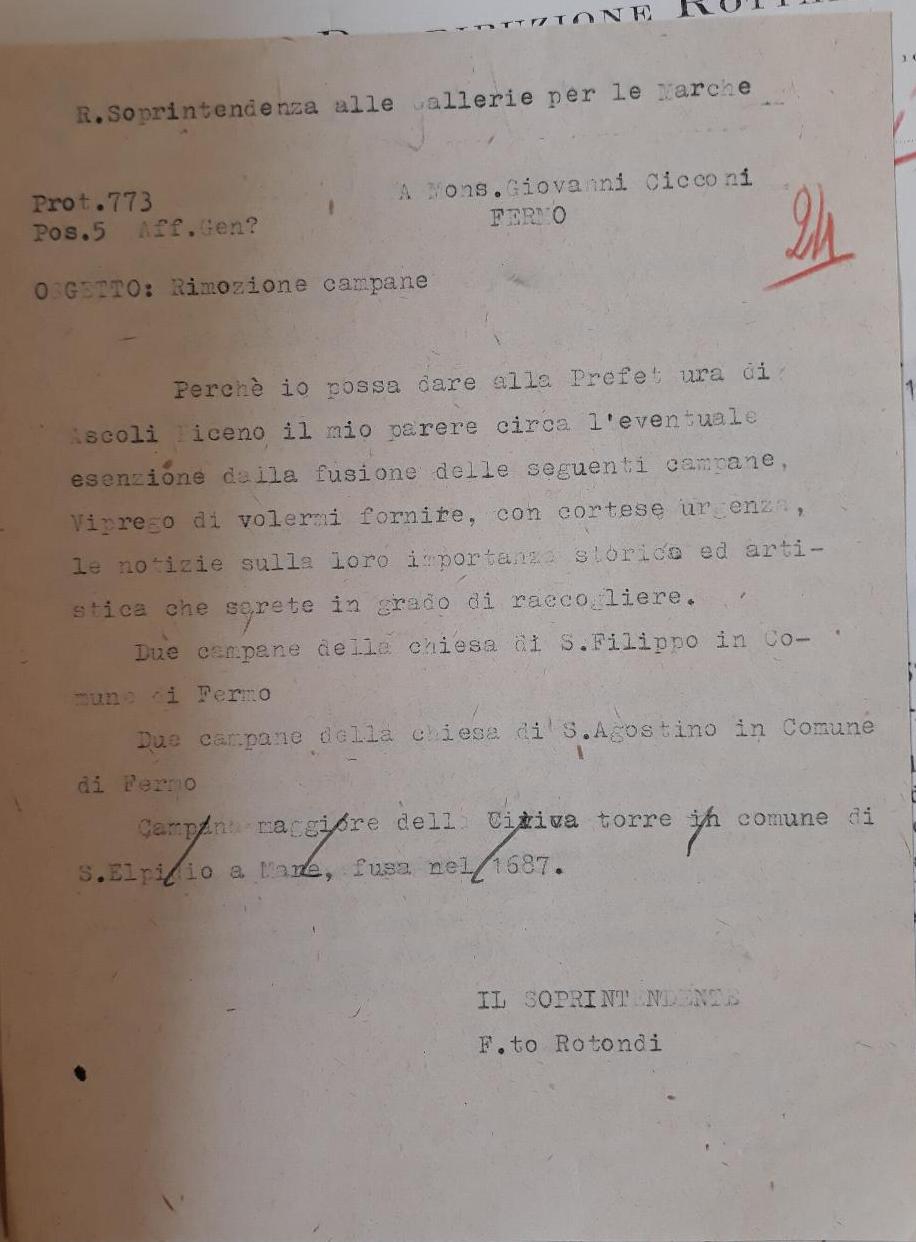 DISTRIBUZIONE ROTTAM
R.Soprintendenza alle Gallerie per le Marche
Prot.773
A Mons.Giovanni Cicconi
Pos.5 Aff.Gen?
FERMO
24
OGGETTO: Rimozione campane
Perchè io possa dare alla Prefet ura di
Ascoli Piceno il mio parere circa l'eventuale
esenzione dalla fusione delle seguenti campane,
Viprego di volermi fornire, con cortese urgenza,
le notizie sulla loro importanza storica ed arti-
stica che sarete in grado di raccogliere.
Due campane della chiesa di S.Filippo in Co-
mune di Fermo
Due campane della chiesa di S.Agostino in Comune
di Fermo
Campana maggiore della Civica torre in comune di
S.Elpidio a Mare, fusa nel 1687.
IL SOPRINTENDENTE
F.to Rotondi